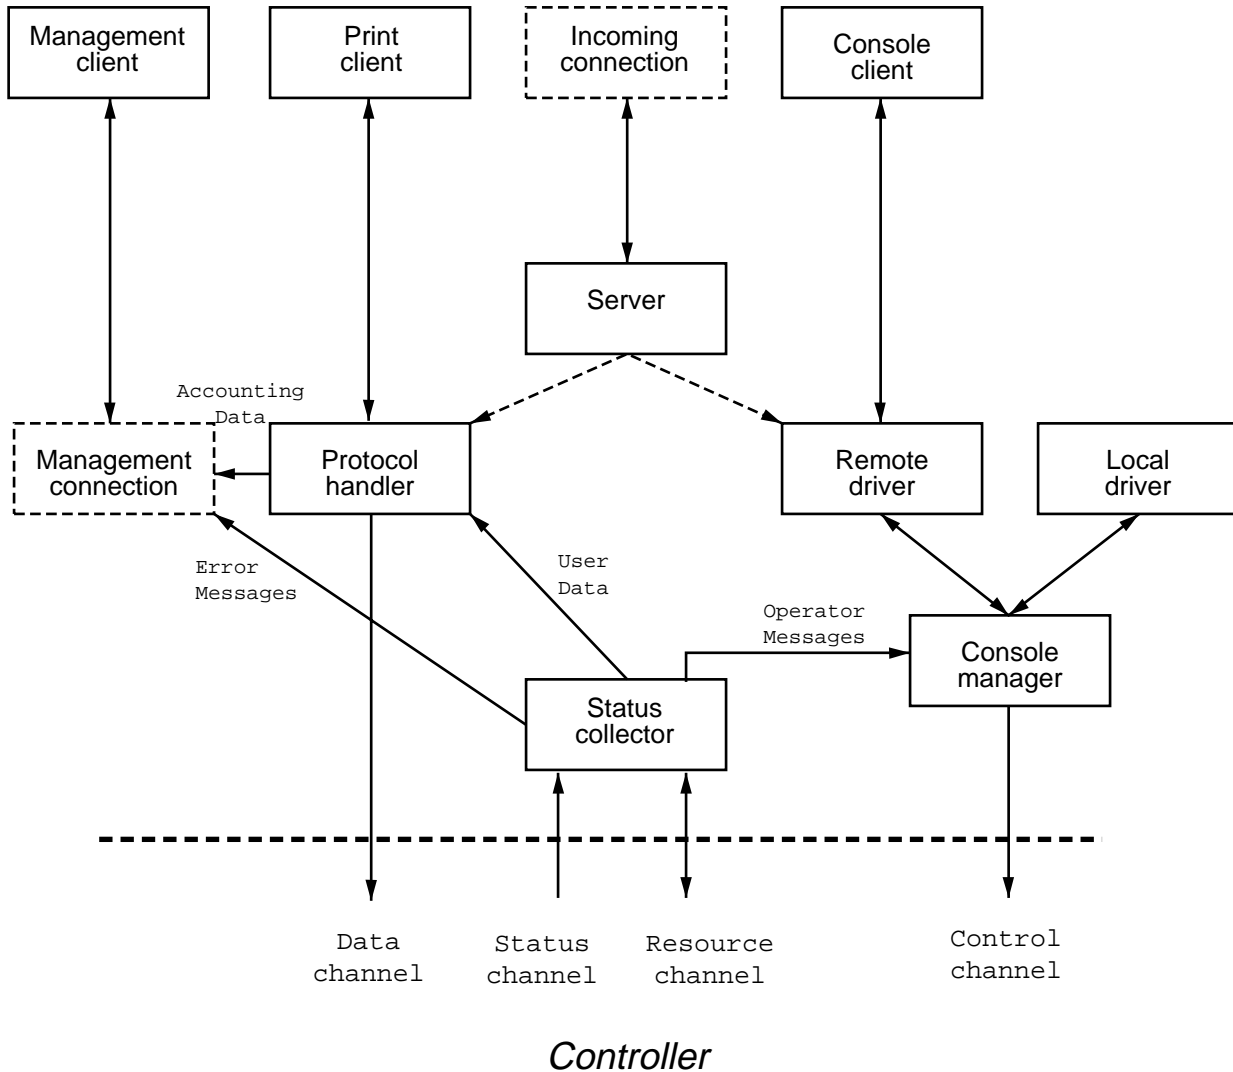 Management
client
Print
client
Incoming
connection
Console
client
Server
Accounting
Data
Management
connection
Protocol
handler
Remote
driver
Local
driver
Error
Messages
User
Data
Operator
Messages
Console
manager
Status
collector
Data
channel
Status
channel
Resource
channel
Control
channel
Controller